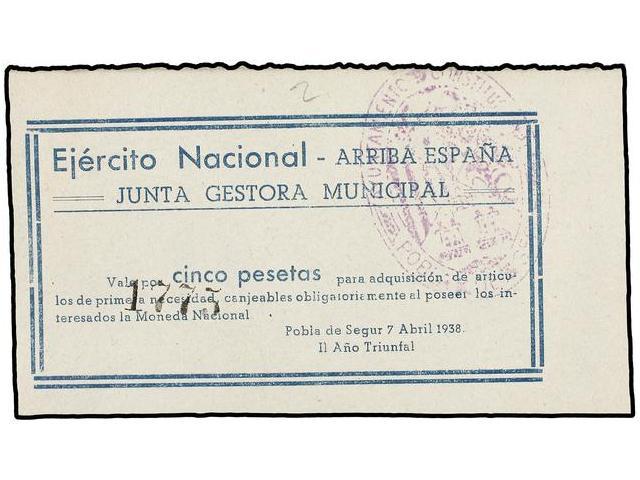 2
Ejército Nacional - ARRIBA ESPAÑA
JUNTA GESTORA MUNICIPAL
Vale por cinco pesetas para adquisición de artícu-
los de primera necesidad, canjeables obligatoriamente al poseer los in-
teresados la Moneda Nacional
1775
Pobla de Segur 7 Abril 1938.
II Año Triunfal